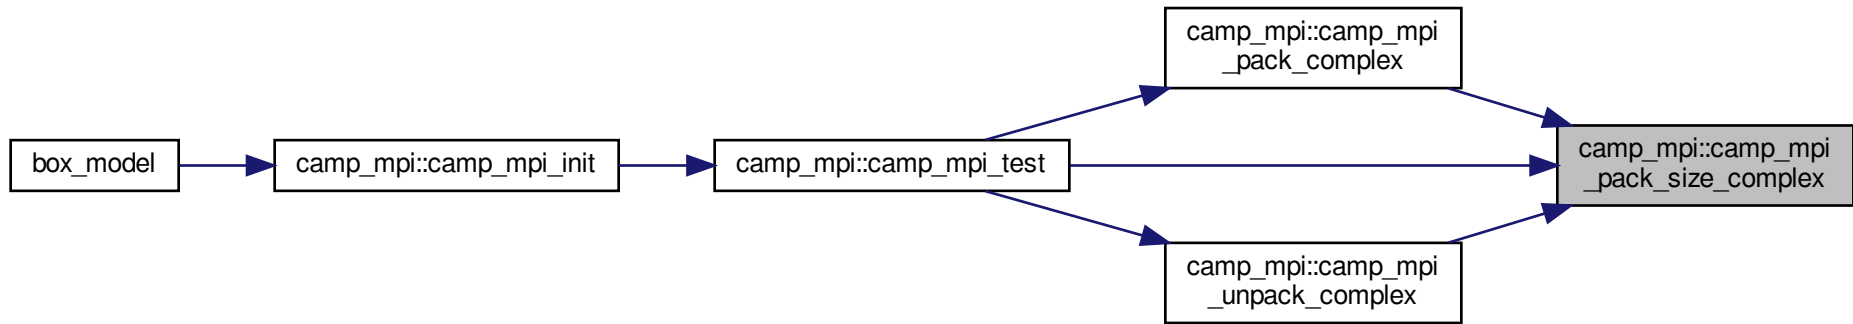 box_model
camp_mpi::camp_mpi_init
camp_mpi::camp_mpi_test
camp_mpi::camp_mpi
_pack_complex
camp_mpi::camp_mpi
_unpack_complex
camp_mpi::camp_mpi
_pack_size_complex